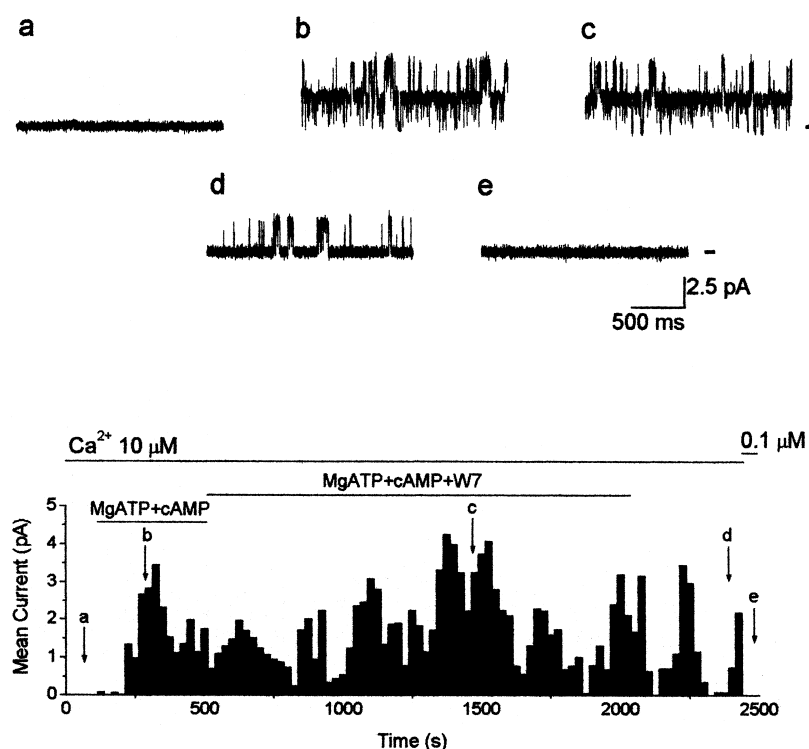 a
b
c
d
e
2.5 pA
500 ms
Ca²⁺ 10 μM
0.1 μM
MgATP+cAMP+W7
MgATP+cAMP
a
b
c
d
e
5
4
3
2
1
0
Mean Current (pA)
0
500
1000
1500
2000
2500
Time (s)